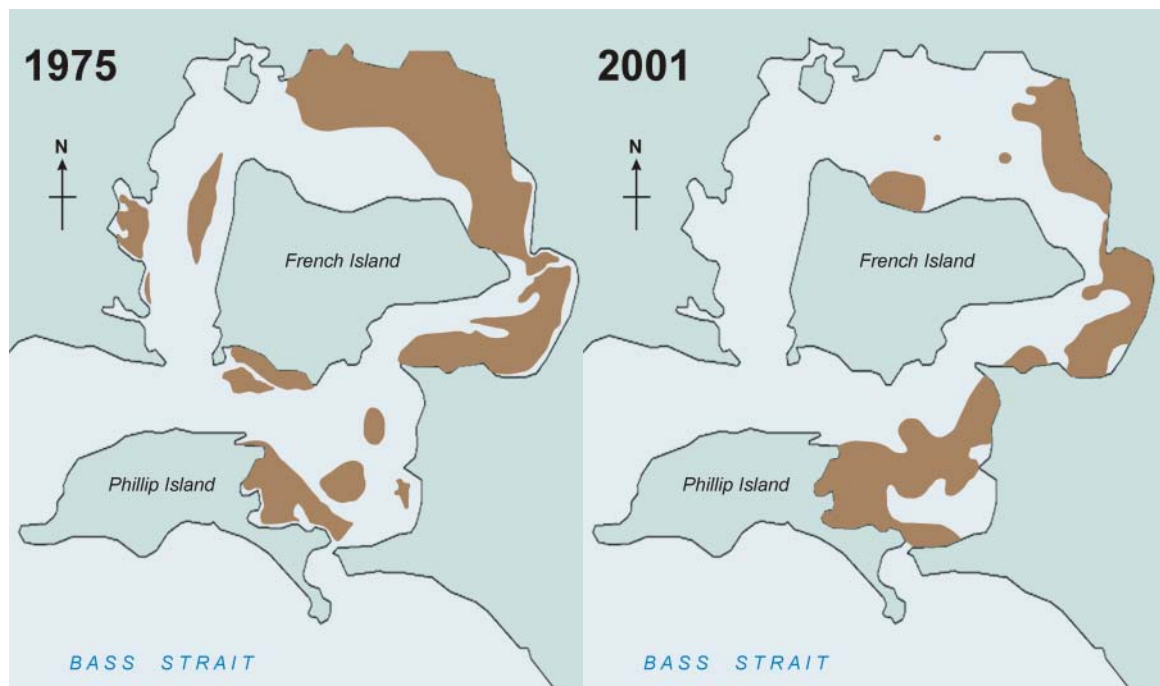 1975
N
French Island
Phillip Island
BASS STRAIT
2001
N
French Island
Phillip Island
BASS STRAIT